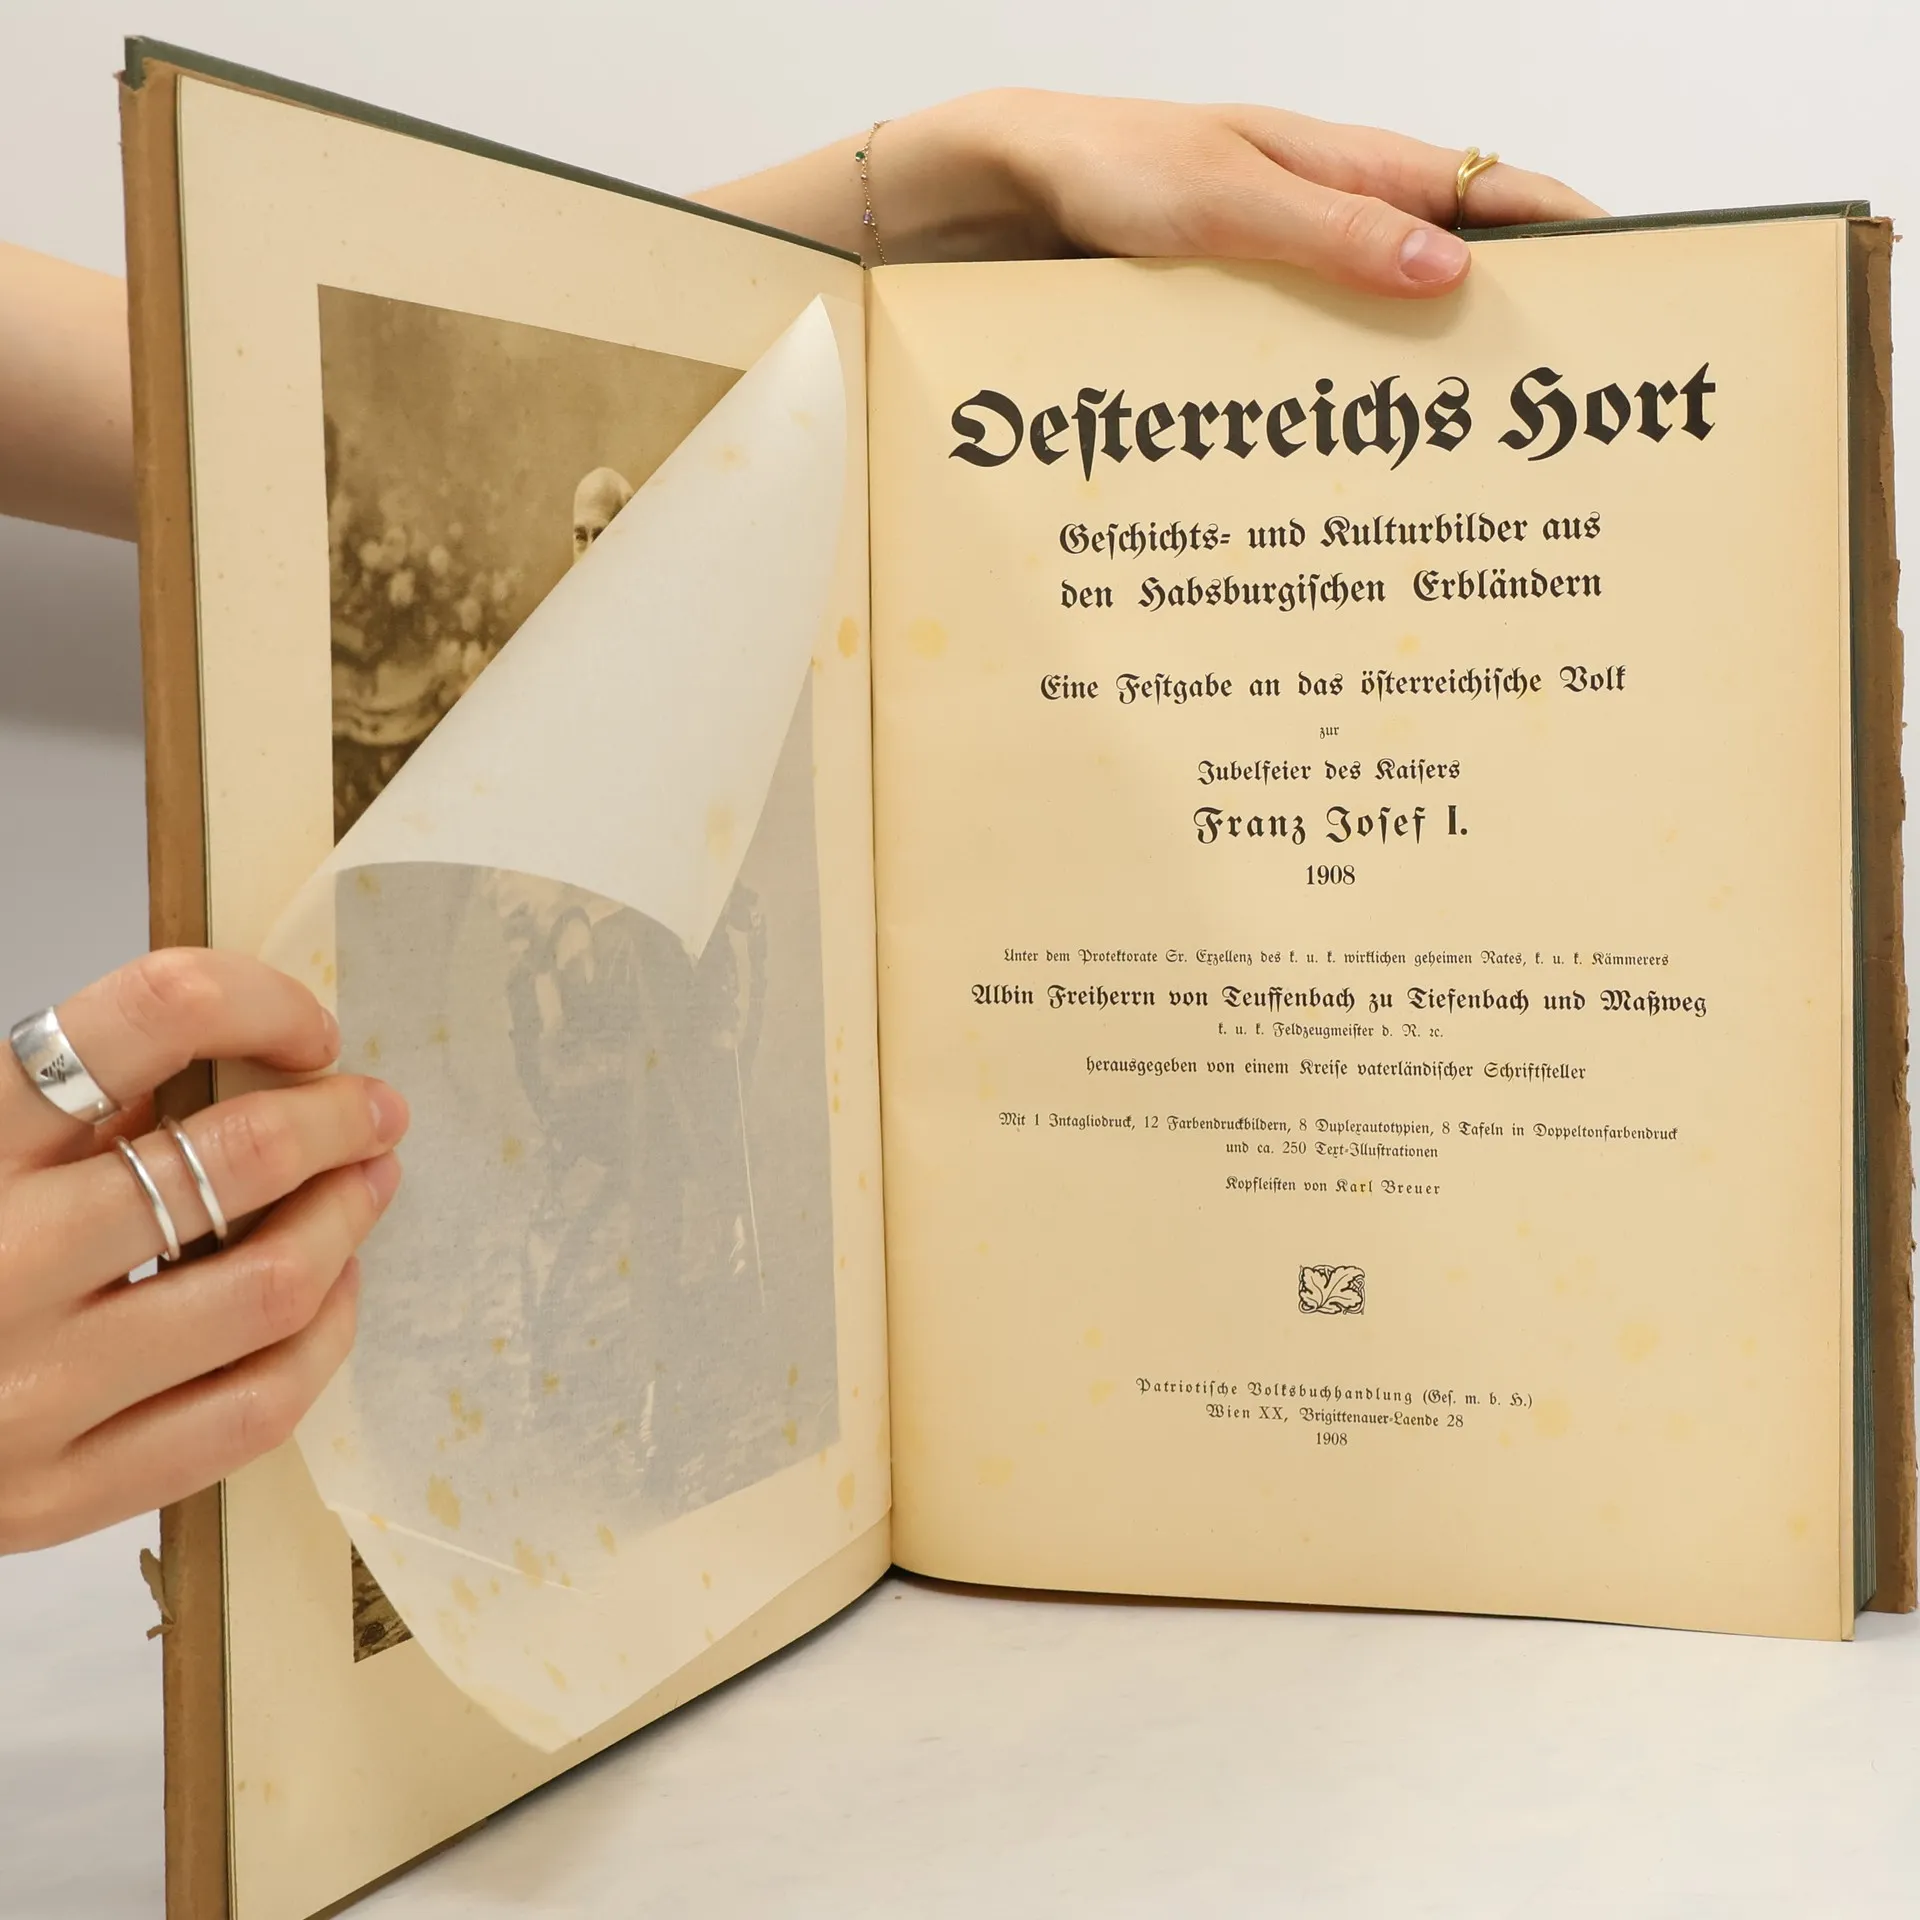 Oeſterreichs Hort
Geſchichts- und Kulturbilder aus
den Habsburgiſchen Erbländern
Eine Feſtgabe an das öſterreichiſche Volk
zur
Jubelfeier des Kaiſers
Franz Joſef I.
1908
Unter dem Protektorate Sr. Exzellenz des k. u. k. wirklichen geheimen Rates, k. u. k. Kämmerers
Albin Freiherrn von Teuffenbach zu Tiefenbach und Maßweg
k. u. k. Feldzeugmeiſter d. R. ꝛc.
herausgegeben von einem Kreiſe vaterländiſcher Schriftſteller
Mit 1 Intagliodruck, 12 Farbendruckbildern, 8 Duplexautotypien, 8 Tafeln in Doppeltonfarbendruck
und ca. 250 Text-Illuſtrationen
Kopfleiſten von Karl Breuer
Patriotiſche Volksbuchhandlung (Geſ. m. b. H.)
Wien XX, Brigittenauer-Laende 28
1908